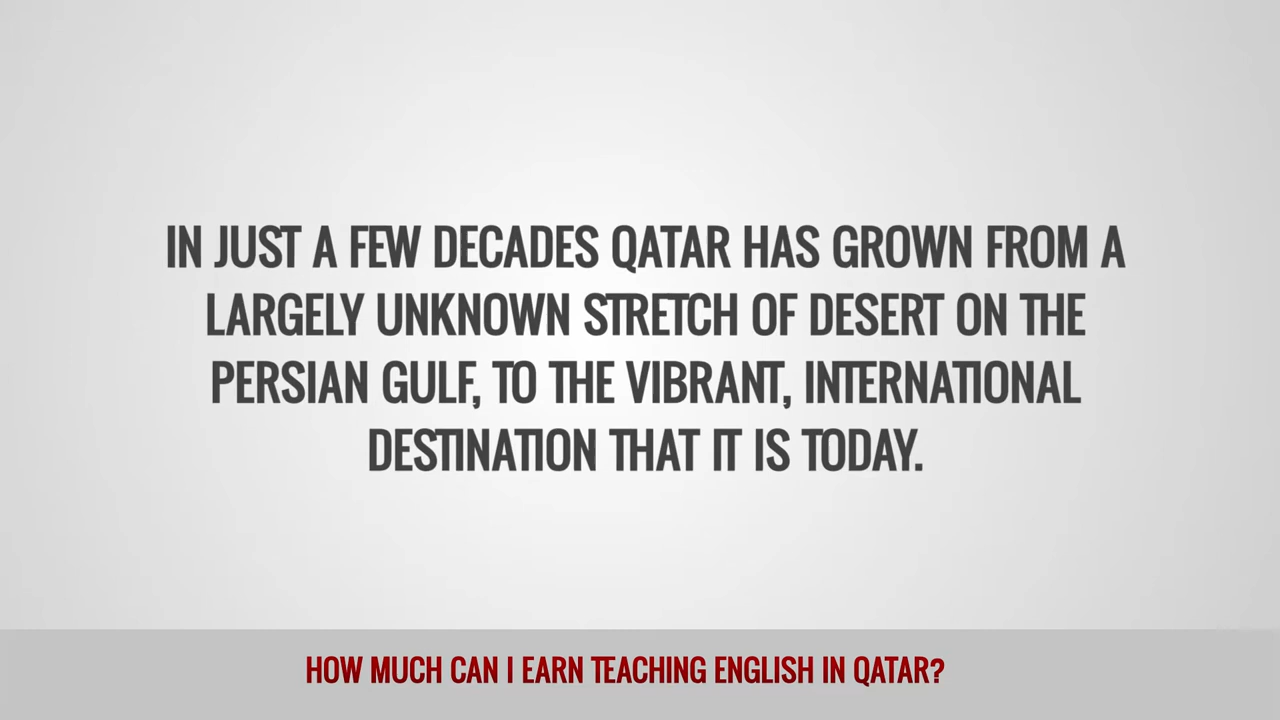 IN JUST A FEW DECADES QATAR HAS GROWN FROM A
LARGELY UNKNOWN STRETCH OF DESERT ON THE
PERSIAN GULF, TO THE VIBRANT, INTERNATIONAL
DESTINATION THAT IT IS TODAY.
HOW MUCH CAN I EARN TEACHING ENGLISH IN QATAR?